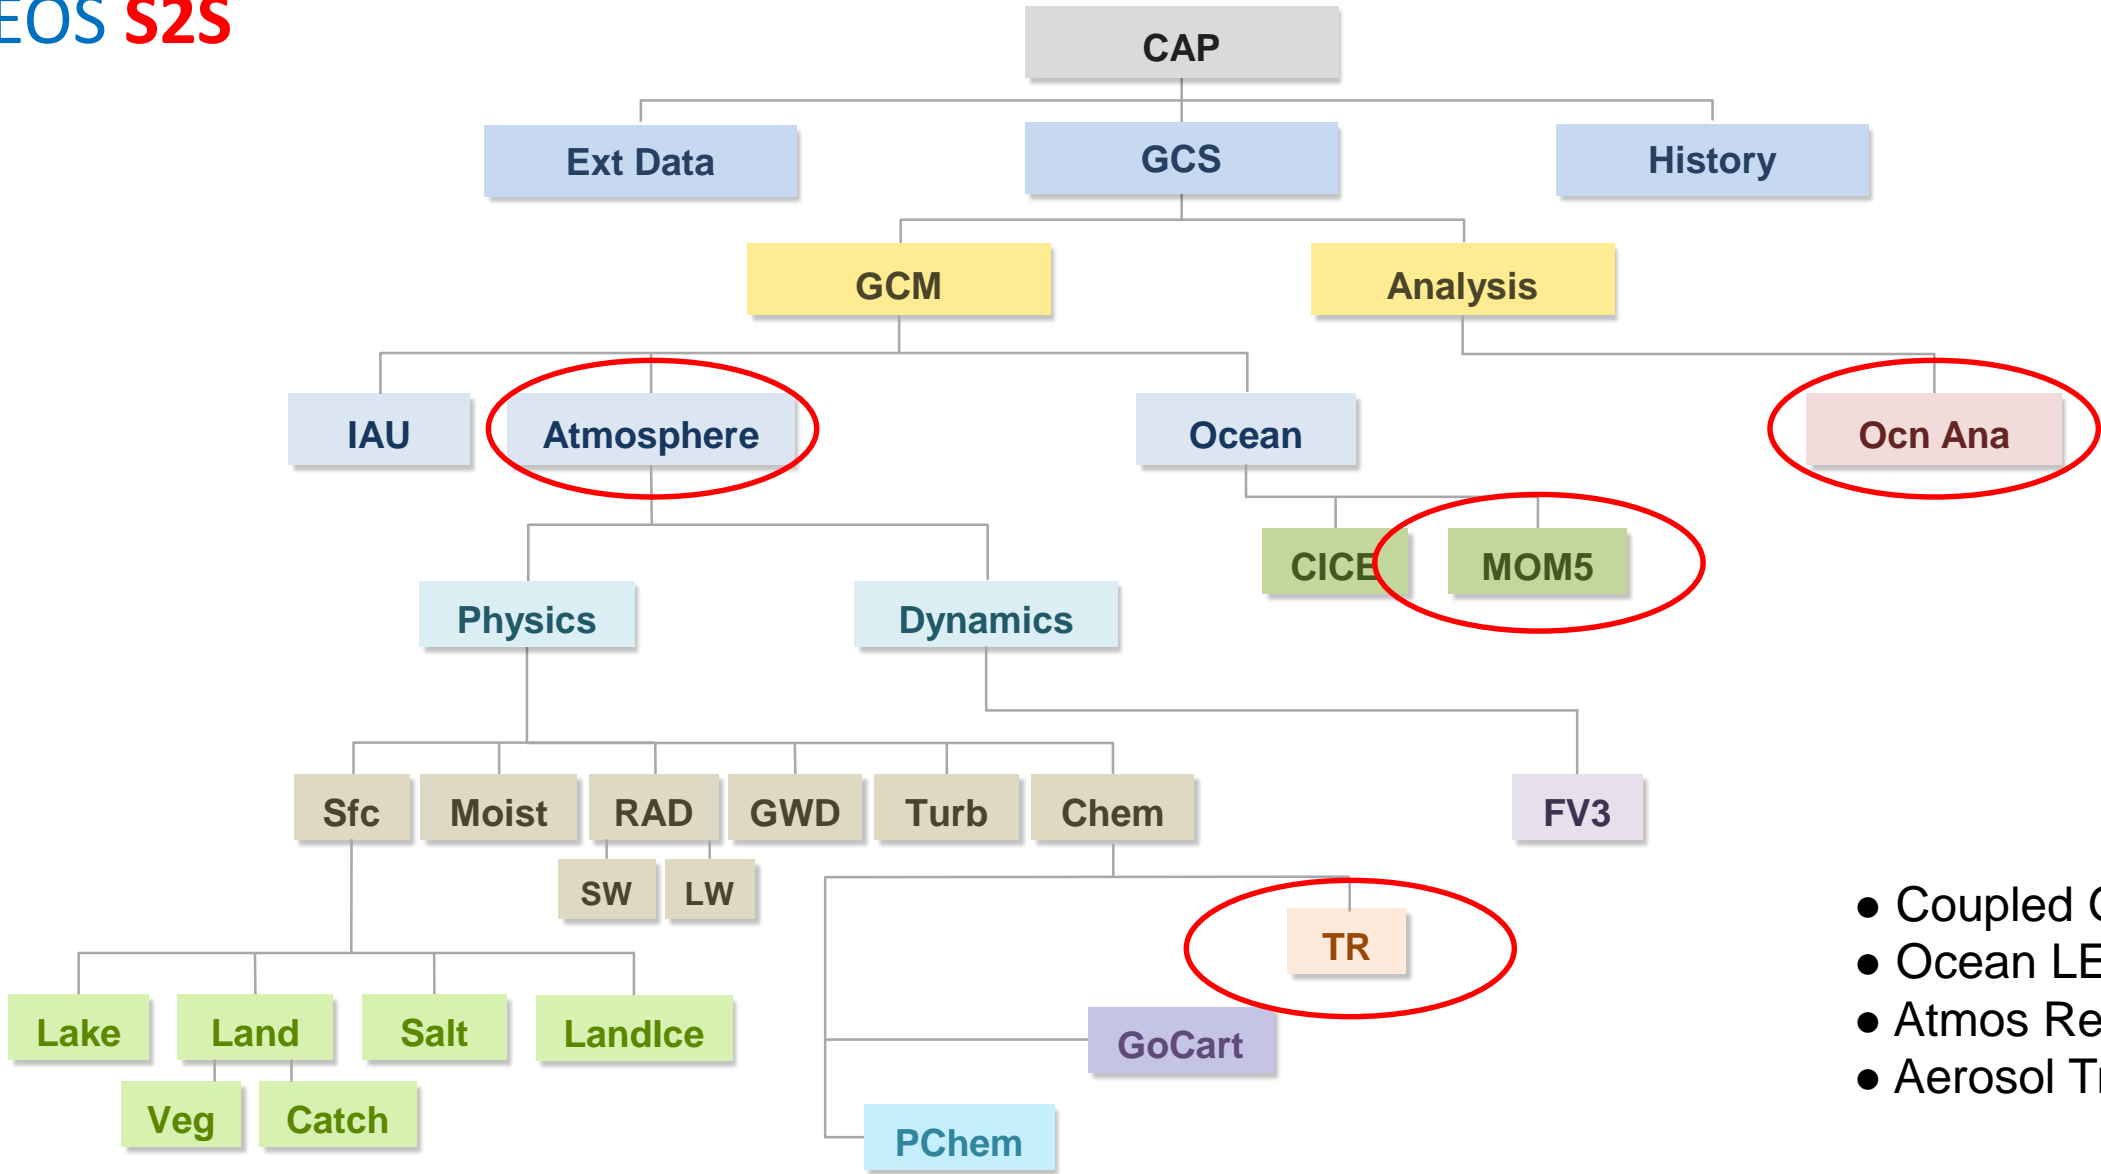 EOS S2S
CAP
Ext Data
GCS
History
GCM
Analysis
IAU
Atmosphere
Ocean
Ocn Ana
CICE
MOM5
Physics
Dynamics
Sfc
Moist
RAD
GWD
Turb
Chem
FV3
SW
LW
TR
Lake
Land
Salt
LandIce
GoCart
Veg
Catch
PChem
● Coupled
● Ocean
● Atmos
● Aerosol